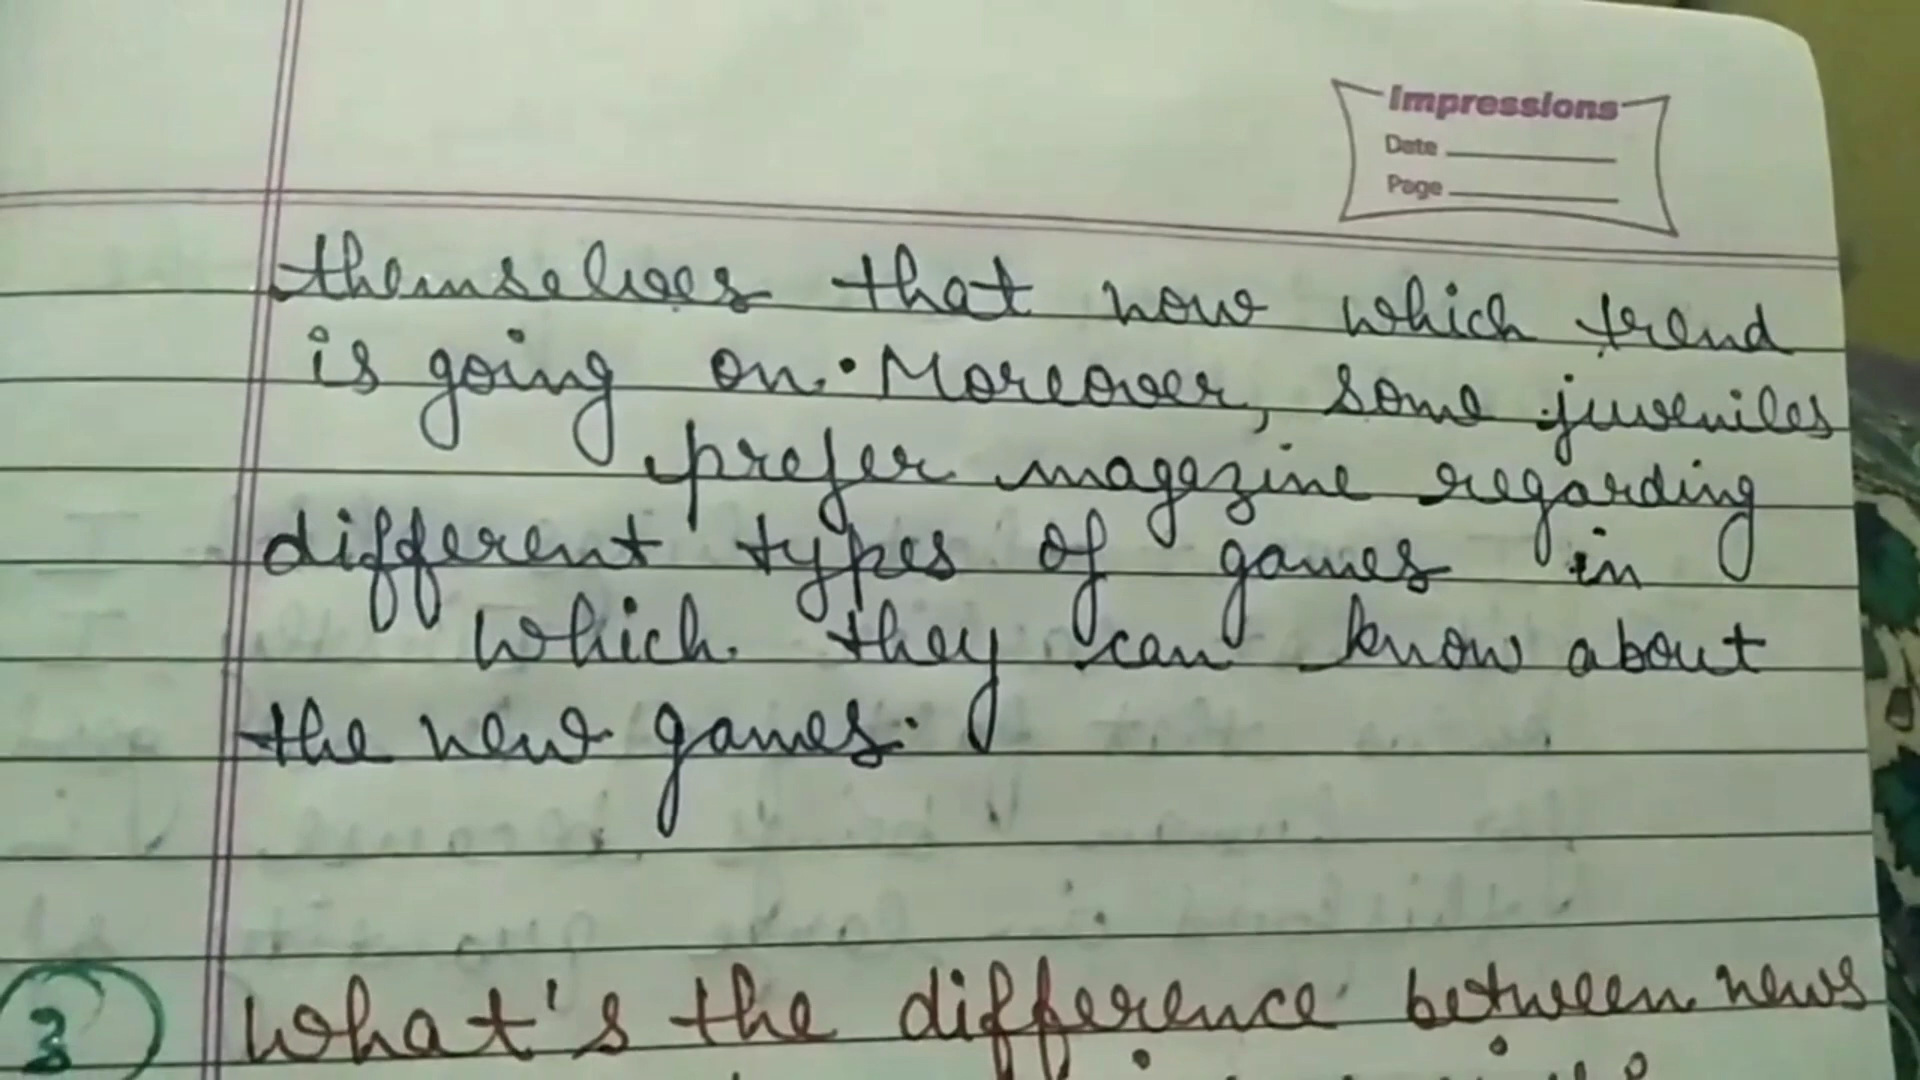 Impressions
Date
Page
themselves that now which trend
is going on. Moreover, some juveniles
prefer magezine regarding
different types of games in
which they can know about
the new games.
3 What's the difference between news